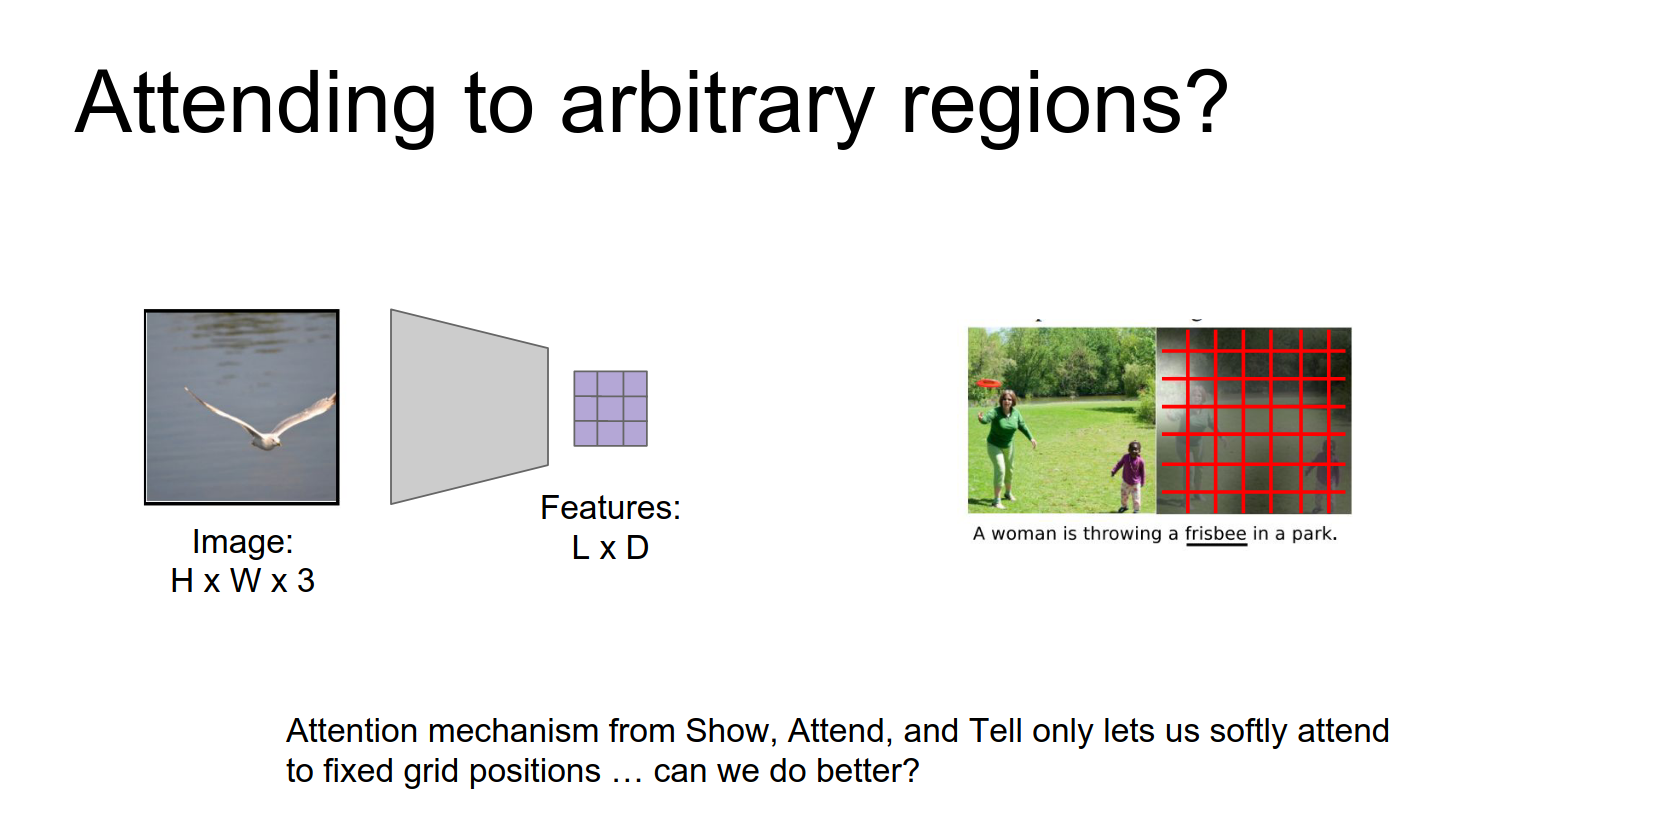 Attending to arbitrary regions?
Image:
H x W x 3
Features:
L x D
A woman is throwing a frisbee in a park.
Attention mechanism from Show, Attend, and Tell only lets us softly attend
to fixed grid positions … can we do better?